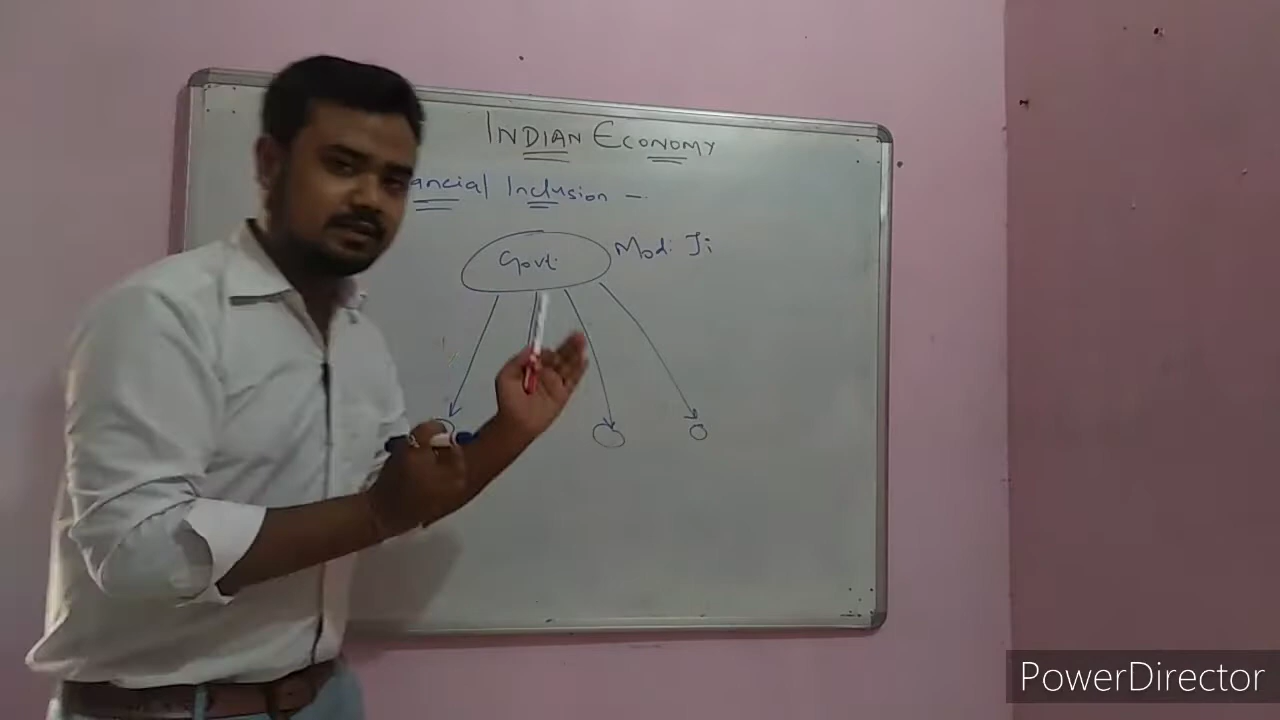 INDIAN ECONOMY
ancial Inclusion -
Govt.
Modi Ji
PowerDirector